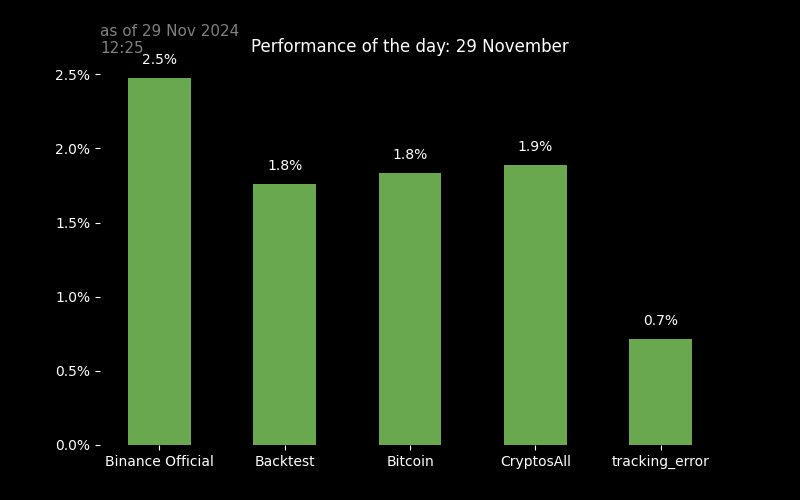 as of 29 Nov 2024
12:25
Performance of the day: 29 November
2.5%
2.5%
2.0%
1.5%
1.0%
0.5%
0.0%
1.8%
1.8%
1.9%
0.7%
Binance Official
Backtest
Bitcoin
CryptosAll
tracking_error